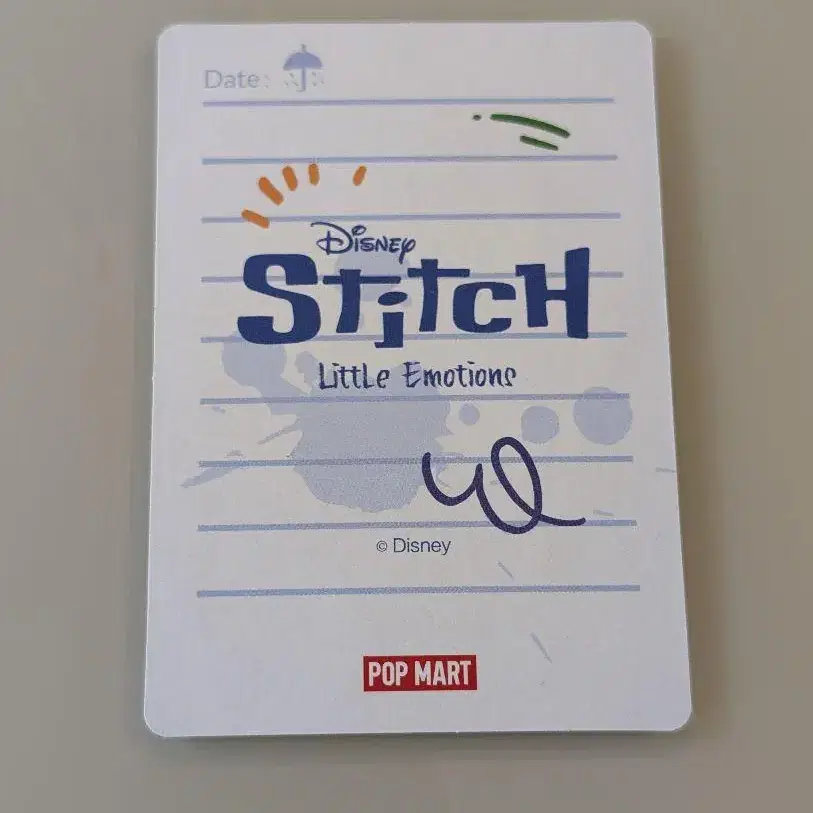 Date:
Disney
Stitch
Little Emotions
© Disney
POP MART